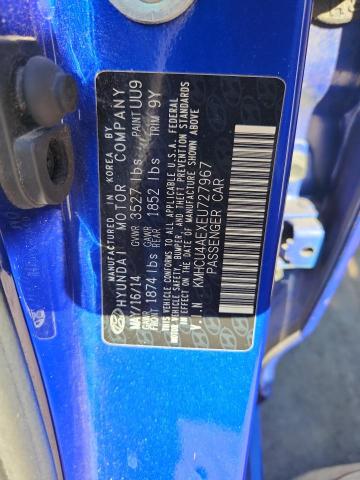 MANUFACTURED IN KOREA BY
HYUNDAI MOTOR COMPANY
MAY/16/14 GVWR 3527 lbs PAINT UU9
GAWR FRONT 1874 lbs GAWR REAR 1852 lbs TRIM 9Y
THIS VEHICLE CONFORMS TO ALL APPLICABLE U.S.A. FEDERAL
MOTOR VEHICLE SAFETY, BUMPER, AND THEFT PREVENTION STANDARDS
IN EFFECT ON THE DATE OF MANUFACTURE SHOWN ABOVE
V.I.N KMHCU4AEXEU727967
PASSENGER CAR